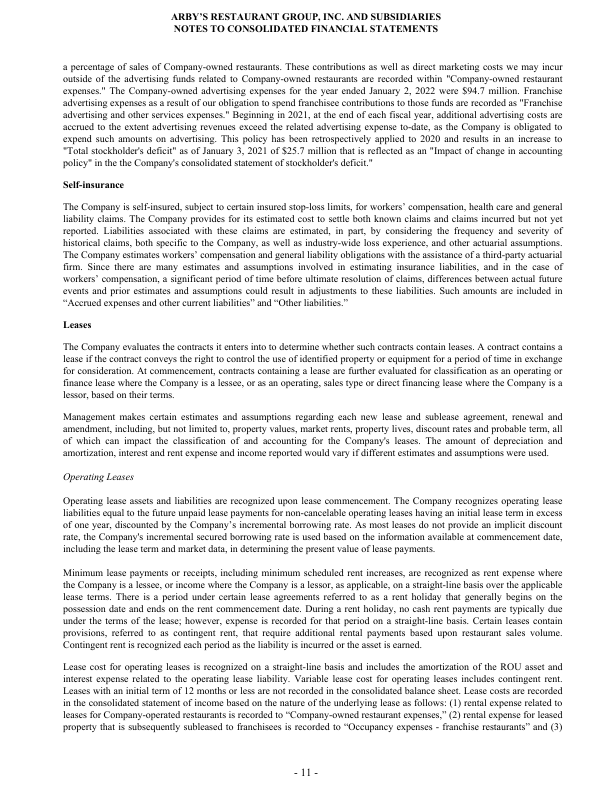 ARBY'S RESTAURANT GROUP, INC. AND SUBSIDIARIES
NOTES TO CONSOLIDATED FINANCIAL STATEMENTS
a percentage of sales of Company-owned restaurants. These contributions as well as direct marketing costs we may incur
outside of the advertising funds related to Company-owned restaurants are recorded within "Company-owned restaurant
expenses." The Company-owned advertising expenses for the year ended January 2, 2022 were $94.7 million. Franchise
advertising expenses as a result of our obligation to spend franchisee contributions to those funds are recorded as "Franchise
advertising and other services expenses." Beginning in 2021, at the end of each fiscal year, additional advertising costs are
accrued to the extent advertising revenues exceed the related advertising expense to-date, as the Company is obligated to
expend such amounts on advertising. This policy has been retrospectively applied to 2020 and results in an increase to
"Total stockholder's deficit" as of January 3, 2021 of $25.7 million that is reflected as an "Impact of change in accounting
policy" in the the Company's consolidated statement of stockholder's deficit."
Self-insurance
The Company is self-insured, subject to certain insured stop-loss limits, for workers' compensation, health care and general
liability claims. The Company provides for its estimated cost to settle both known claims and claims incurred but not yet
reported. Liabilities associated with these claims are estimated, in part, by considering the frequency and severity of
historical claims, both specific to the Company, as well as industry-wide loss experience, and other actuarial assumptions.
The Company estimates workers' compensation and general liability obligations with the assistance of a third-party actuarial
firm. Since there are many estimates and assumptions involved in estimating insurance liabilities, and in the case of
workers' compensation, a significant period of time before ultimate resolution of claims, differences between actual future
events and prior estimates and assumptions could result in adjustments to these liabilities. Such amounts are included in
“Accrued expenses and other current liabilities” and “Other liabilities.”
Leases
The Company evaluates the contracts it enters into to determine whether such contracts contain leases. A contract contains a
lease if the contract conveys the right to control the use of identified property or equipment for a period of time in exchange
for consideration. At commencement, contracts containing a lease are further evaluated for classification as an operating or
finance lease where the Company is a lessee, or as an operating, sales type or direct financing lease where the Company is a
lessor, based on their terms.
Management makes certain estimates and assumptions regarding each new lease and sublease agreement, renewal and
amendment, including, but not limited to, property values, market rents, property lives, discount rates and probable term, all
of which can impact the classification of and accounting for the Company's leases. The amount of depreciation and
amortization, interest and rent expense and income reported would vary if different estimates and assumptions were used.
Operating Leases
Operating lease assets and liabilities are recognized upon lease commencement. The Company recognizes operating lease
liabilities equal to the future unpaid lease payments for non-cancelable operating leases having an initial lease term in excess
of one year, discounted by the Company’s incremental borrowing rate. As most leases do not provide an implicit discount
rate, the Company's incremental secured borrowing rate is used based on the information available at commencement date,
including the lease term and market data, in determining the present value of lease payments.
Minimum lease payments or receipts, including minimum scheduled rent increases, are recognized as rent expense where
the Company is a lessee, or income where the Company is a lessor, as applicable, on a straight-line basis over the applicable
lease terms. There is a period under certain lease agreements referred to as a rent holiday that generally begins on the
possession date and ends on the rent commencement date. During a rent holiday, no cash rent payments are typically due
under the terms of the lease; however, expense is recorded for that period on a straight-line basis. Certain leases contain
provisions, referred to as contingent rent, that require additional rental payments based upon restaurant sales volume.
Contingent rent is recognized each period as the liability is incurred or the asset is earned.
Lease cost for operating leases is recognized on a straight-line basis and includes the amortization of the ROU asset and
interest expense related to the operating lease liability. Variable lease cost for operating leases includes contingent rent.
Leases with an initial term of 12 months or less are not recorded in the consolidated balance sheet. Lease costs are recorded
in the consolidated statement of income based on the nature of the underlying lease as follows: (1) rental expense related to
leases for Company-operated restaurants is recorded to “Company-owned restaurant expenses,” (2) rental expense for leased
property that is subsequently subleased to franchisees is recorded to “Occupancy expenses - franchise restaurants” and (3)
- 11 -